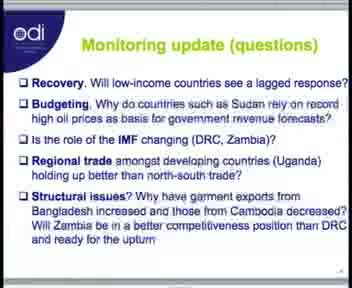 odi
Monitoring update (questions)
Recovery. Will low-income countries see a lagged response?
Budgeting. Why do countries such as Sudan rely on record
high oil prices as basis for government revenue forecasts?
Is the role of the IMF changing (DRC, Zambia)?
Regional trade amongst developing countries (Uganda)
holding up better than north-south trade?
Structural issues? Why have garment exports from
Bangladesh increased and those from Cambodia decreased?
Will Zambia be in a better competitiveness position than DRC
and ready for the upturn